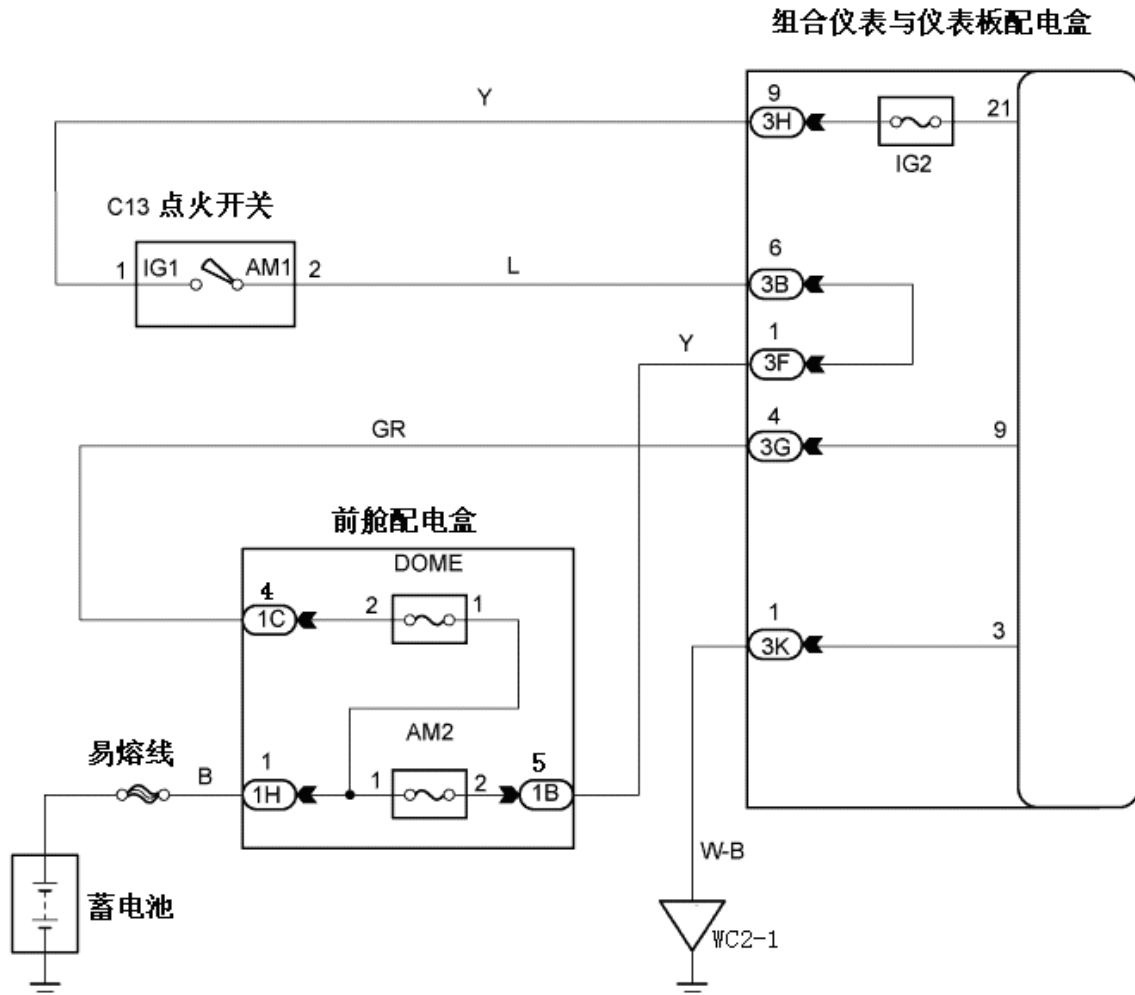 组合仪表与仪表板配电盒
Y
9
3H
21
IG2
C13 点火开关
1 IG1 AM1 2
L
6
3B
Y
1
3F
GR
4
3G
9
前舱配电盒
DOME
4
1C
2 1
1
3K
3
易熔线
B
1
1H
AM2
1 2
5
1B
W-B
蓄电池
WC2-1